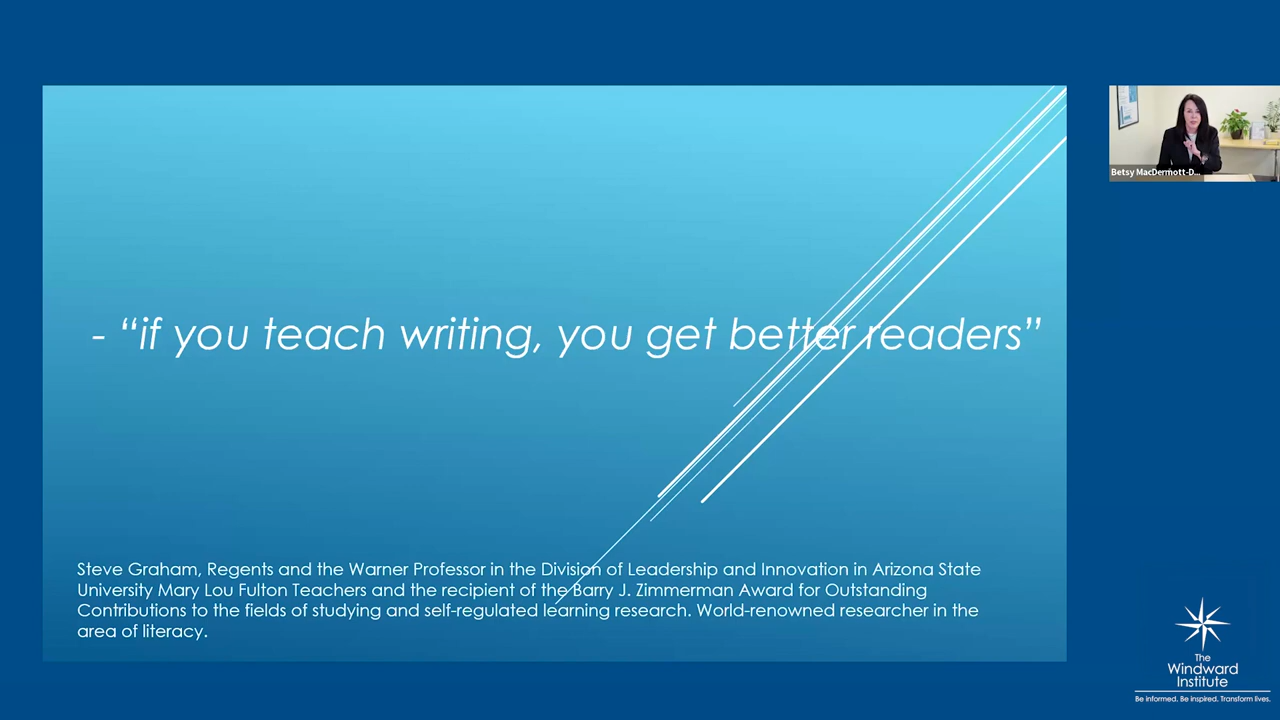 - “if you teach writing, you get better readers”
Steve Graham, Regents and the Warner Professor in the Division of Leadership and Innovation in Arizona State
University Mary Lou Fulton Teachers and the recipient of the Barry J. Zimmerman Award for Outstanding
Contributions to the fields of studying and self-regulated learning research. World-renowned researcher in the
area of literacy.
Betsy MacDermott-D...
The
Windward
Institute
Be informed. Be inspired. Transform lives.